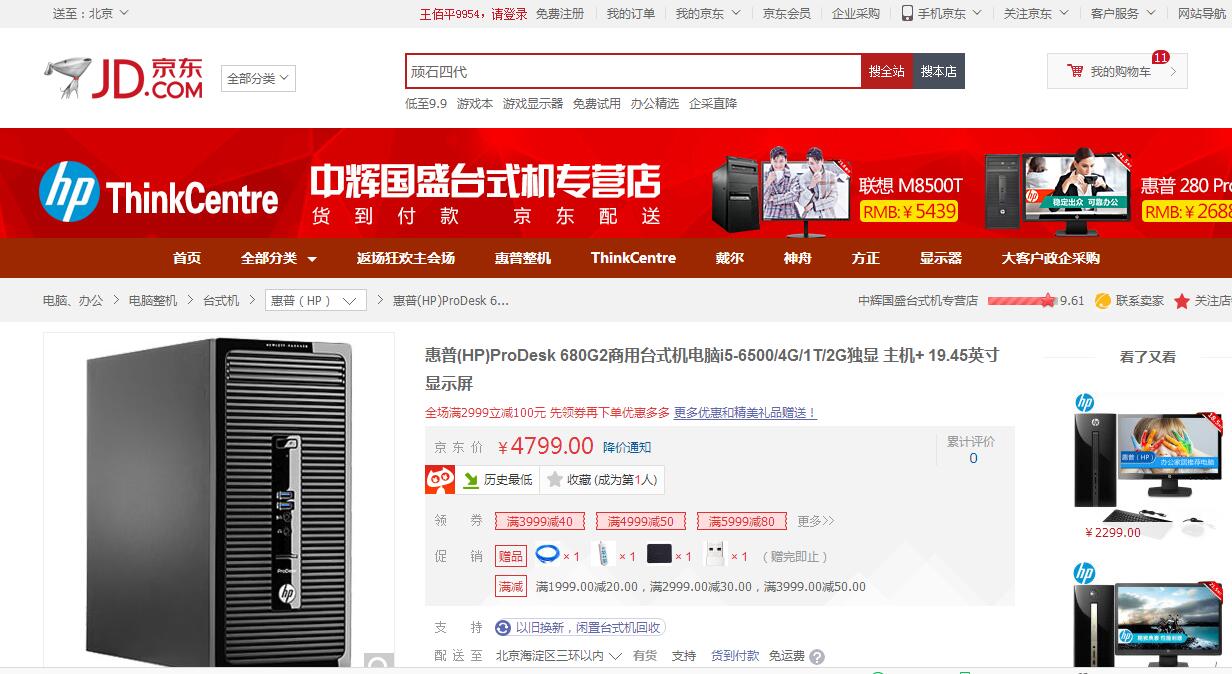 送至：北京
王佰平9954，请登录 免费注册 我的订单 我的京东 京东会员 企业采购 手机京东 关注京东 客户服务 网站导航
JD.COM 京东
全部分类
顽石四代
搜全站 搜本店
11
我的购物车
低至9.9 游戏本 游戏显示器 免费试用 办公精选 企采直降
hp ThinkCentre
中辉国盛台式机专营店
货到付款 京东配送
联想 M8500T
RMB:￥5439
稳定出众 可靠办公
惠普 280 Pro
RMB:￥2688
首页 全部分类 返场狂欢主会场 惠普整机 ThinkCentre 戴尔 神舟 方正 显示器 大客户政企采购
电脑、办公 > 电脑整机 > 台式机 > 惠普（HP） > 惠普(HP)ProDesk 6...
中辉国盛台式机专营店 9.61 联系卖家 关注店
惠普(HP)ProDesk 680G2商用台式机电脑i5-6500/4G/1T/2G独显 主机+ 19.45英寸
显示屏
全场满2999立减100元 先领券再下单优惠多多 更多优惠和精美礼品赠送！
京东价 ￥4799.00 降价通知
累计评价
0
历史最低 收藏 (成为第1人)
领券 满3999减40 满4999减50 满5999减80 更多>>
促销 赠品 × 1 × 1 × 1 × 1 （赠完即止）
满减 满1999.00减20.00，满2999.00减30.00，满3999.00减50.00
支持 以旧换新，闲置台式机回收
配送至 北京海淀区三环以内 有货 支持 货到付款 免运费
HEWLETT PACKARD
ProDesk
hp
看了又看
hp
惠普（HP）
办公家居推荐电脑
￥2299.00
hp